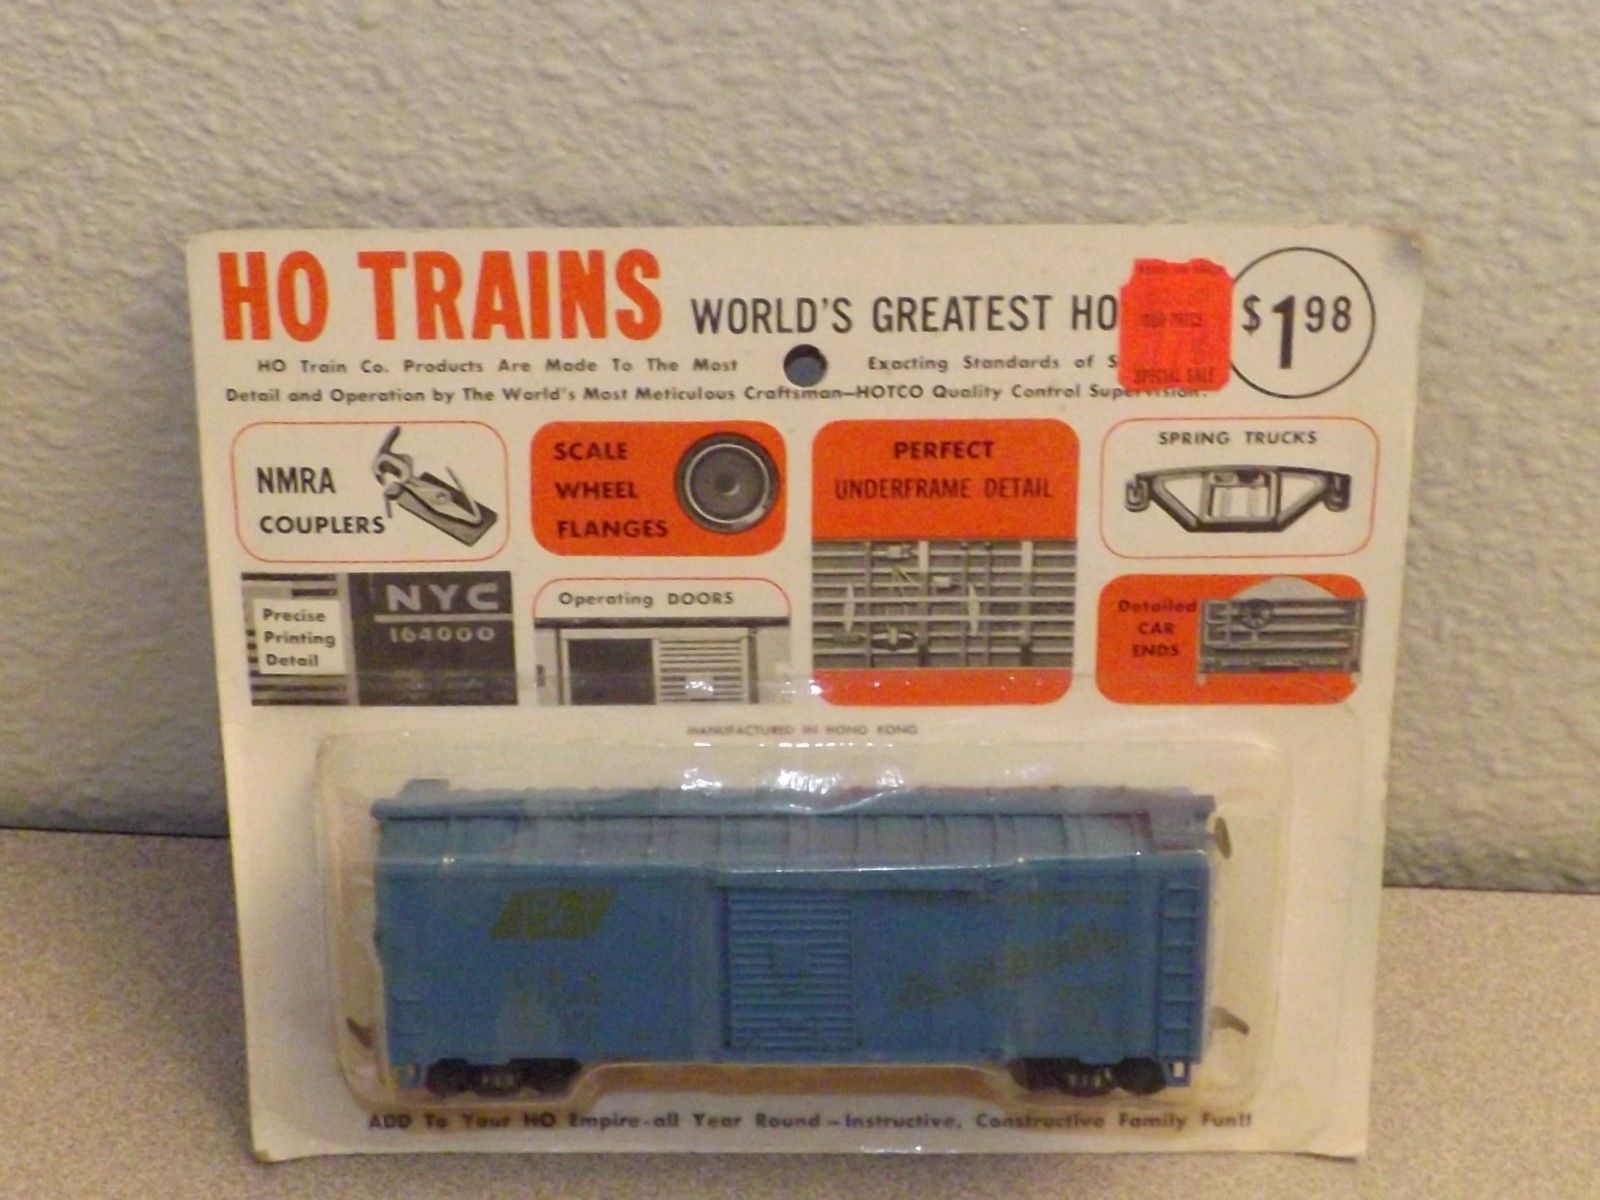 HO TRAINS
WORLD'S GREATEST HO
$1.98
HO Train Co. Products Are Made To The Most Exacting Standards of
Detail and Operation by The World's Most Meticulous Craftsman—HOTCO Quality Control Supervision.
OUR PRICE
SPECIAL SALE
NMRA
COUPLERS
SCALE
WHEEL
FLANGES
PERFECT
UNDERFRAME DETAIL
SPRING TRUCKS
Precise
Printing
Detail
NYC
164000
Operating DOORS
Detailed
CAR
ENDS
MANUFACTURED IN HONG KONG
ADD To Your HO Empire-all Year Round - Instructive, Constructive Family Fun!!